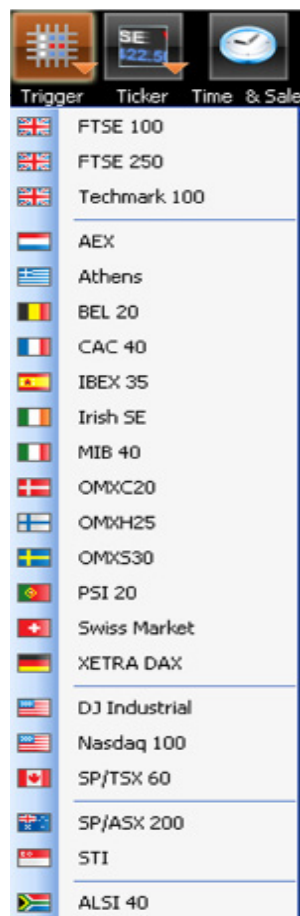 SE
422.5
Trigger Ticker Time & Sale
FTSE 100
FTSE 250
Techmark 100
AEX
Athens
BEL 20
CAC 40
IBEX 35
Irish SE
MIB 40
OMXC20
OMXH25
OMXS30
PSI 20
Swiss Market
XETRA DAX
DJ Industrial
Nasdaq 100
SP/TSX 60
SP/ASX 200
STI
ALSI 40